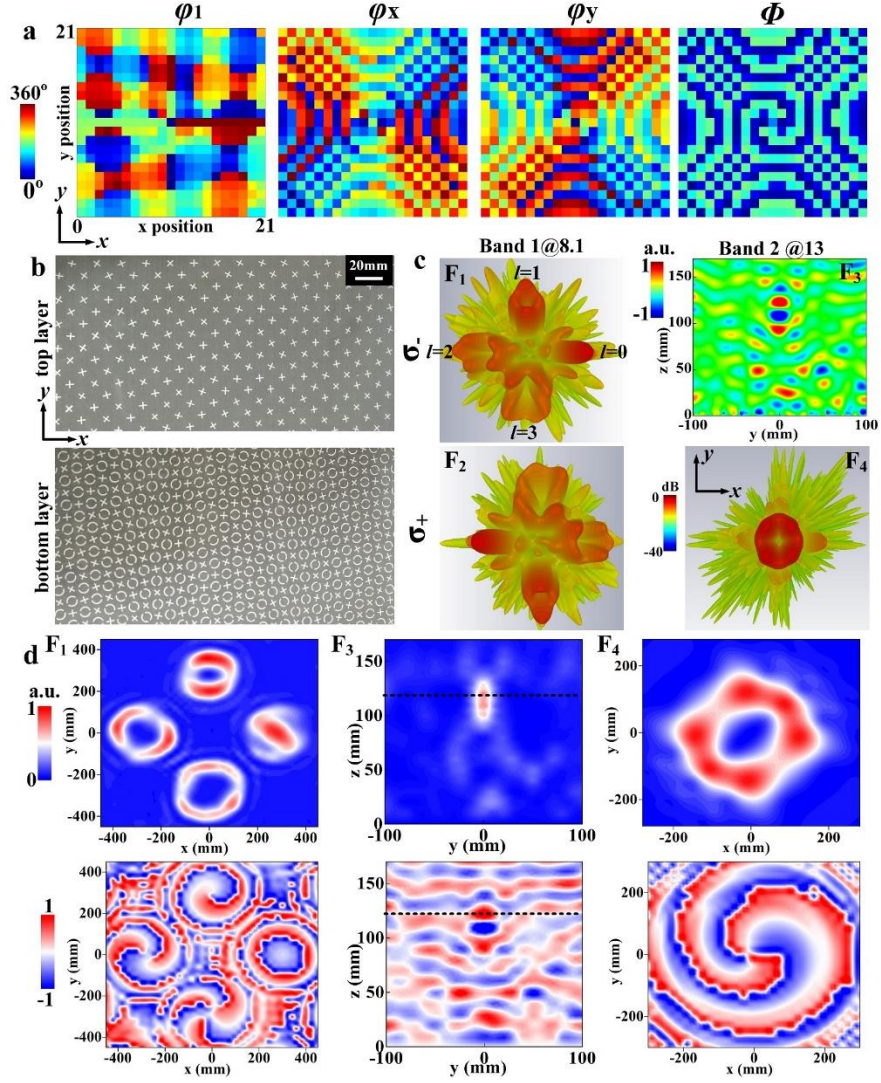 φ1 φx φy Φ
a
21
360°
0°
y position
y
x
0 x position 21
b
20mm
top layer
y
x
bottom layer
c
Band 1@8.1
a.u. Band 2 @13
F1
l=1
l=2
l=0
l=3
σ-
1
-1
F3
z (mm)
150
100
50
0
-100 0 100
y (mm)
F2
σ+
dB
0
-40
y
x
F4
d
F1
a.u.
1
0
y (mm)
400
200
0
-200
-400
-400 -200 0 200 400
x (mm)
F3
z (mm)
150
100
50
0
-100 -50 0 50 100
y (mm)
F4
y (mm)
200
0
-200
-200 0 200
x (mm)
1
-1
y (mm)
400
200
0
-200
-400
-400 -200 0 200 400
x (mm)
z (mm)
150
100
50
0
-100 -50 0 50 100
y (mm)
y (mm)
200
0
-200
-200 0 200
x (mm)